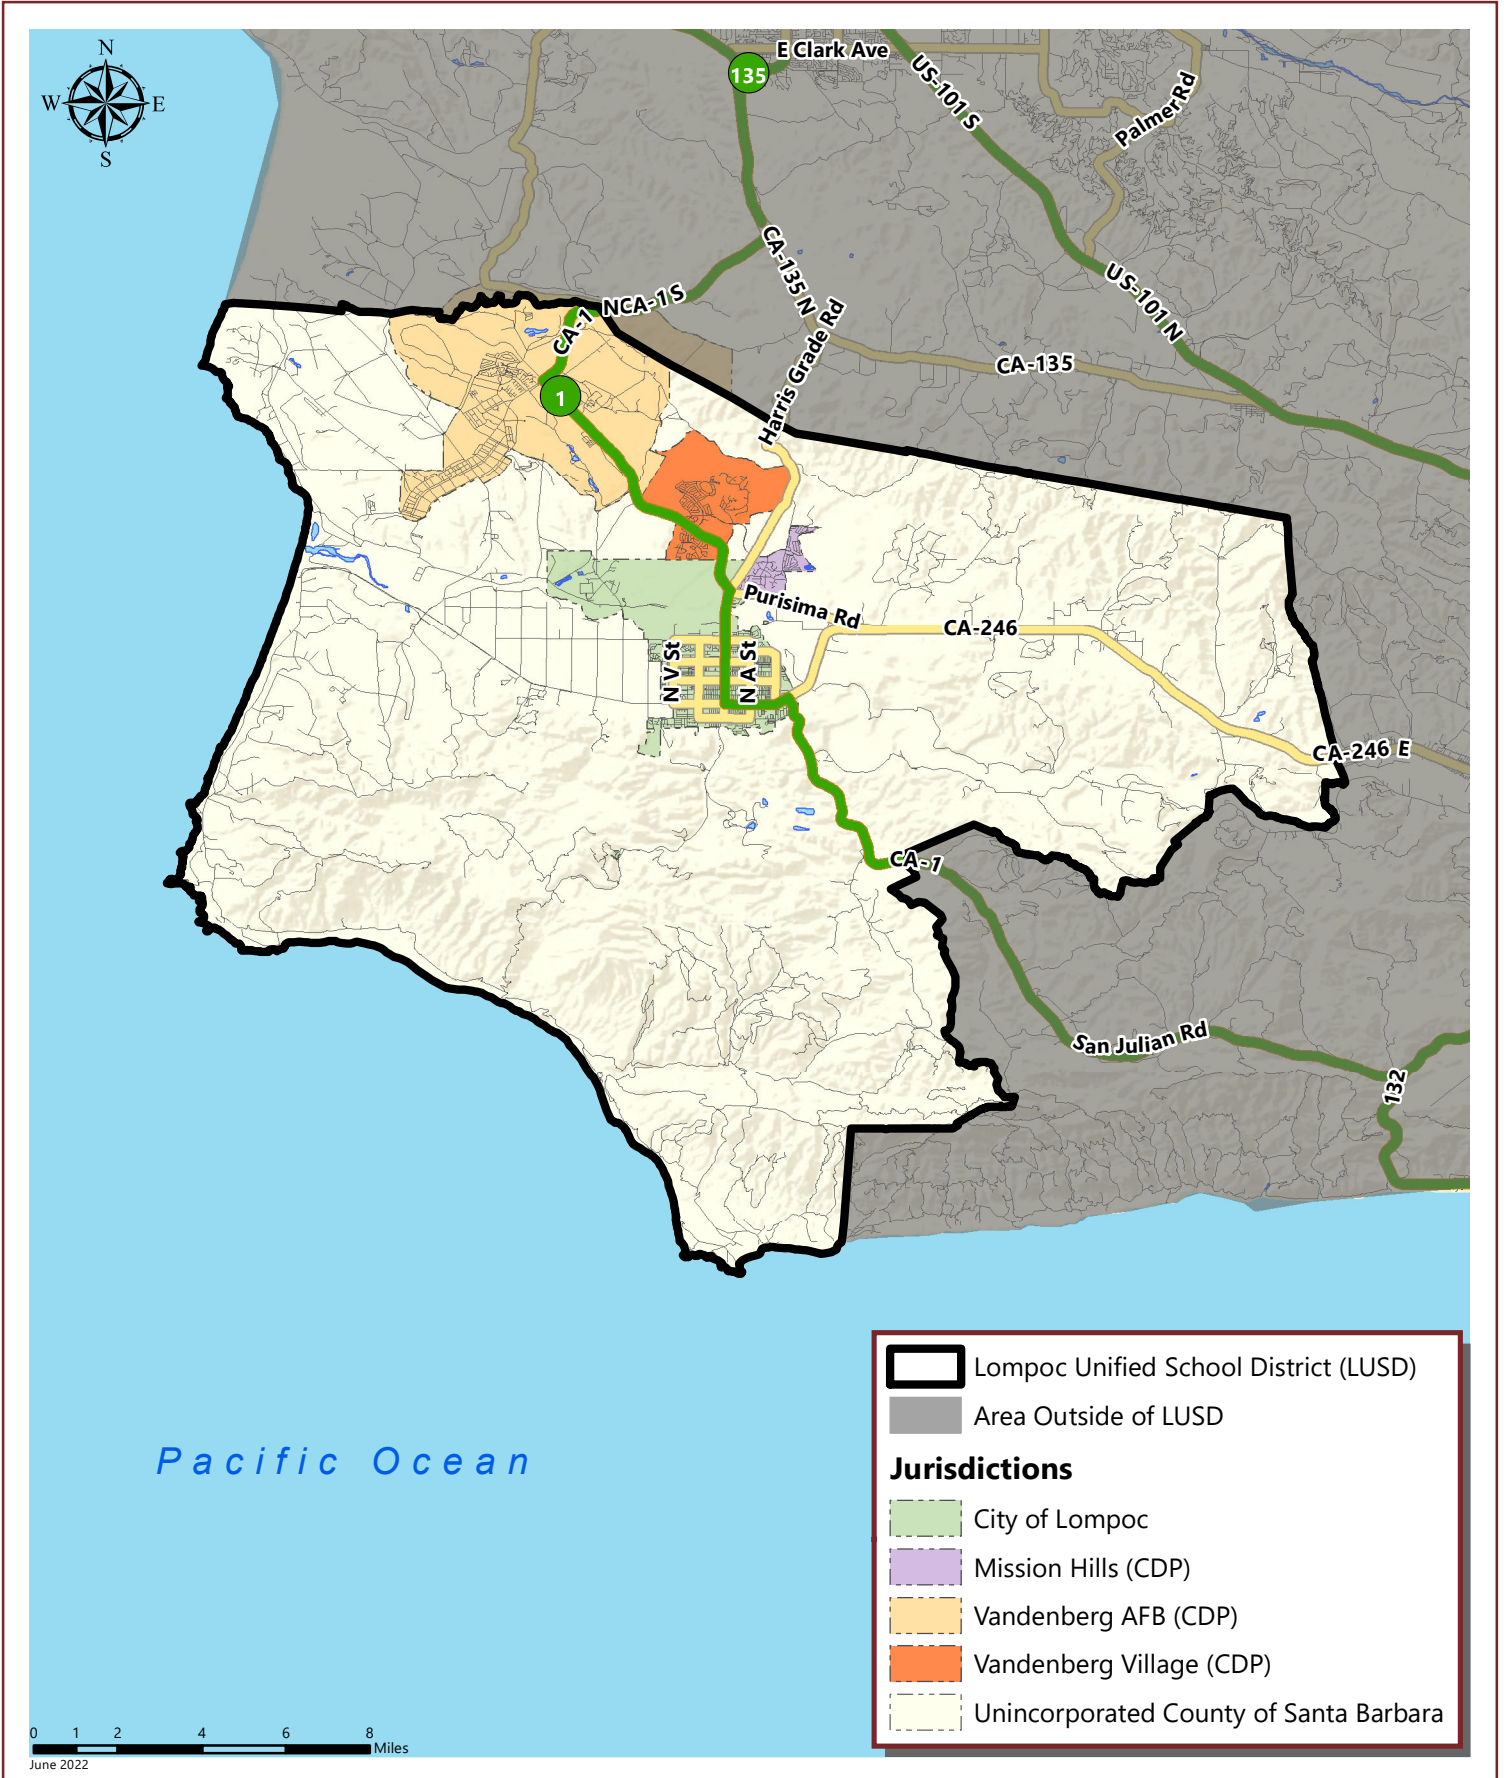 N
W E
S
135
E Clark Ave
US-101 S
Palmer Rd
CA-135 N
US-101 N
NCA-1 S
CA-1
Harris Grade Rd
CA-135
1
Purisima Rd
CA-246
N V St
N A St
CA-246 E
CA-1
San Julian Rd
132
Pacific Ocean
Lompoc Unified School District (LUSD)
Area Outside of LUSD
Jurisdictions
City of Lompoc
Mission Hills (CDP)
Vandenberg AFB (CDP)
Vandenberg Village (CDP)
Unincorporated County of Santa Barbara
0 1 2 4 6 8
Miles
June 2022